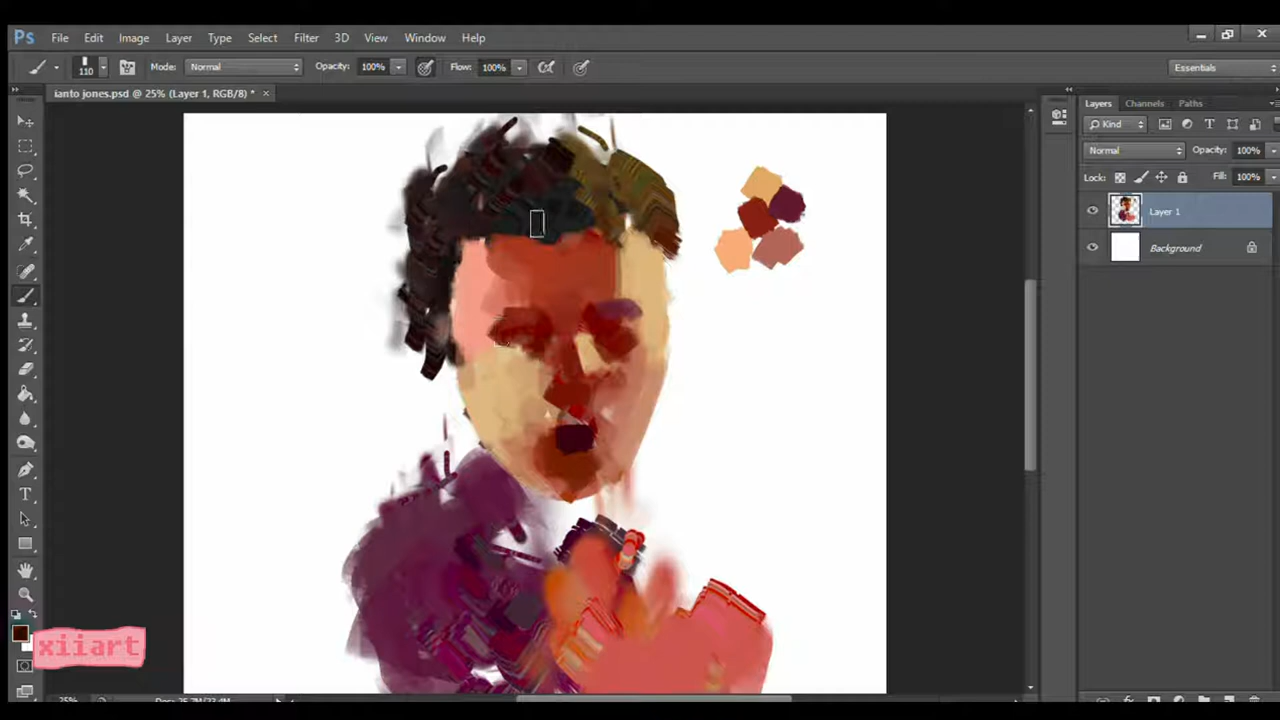 Ps File Edit Image Layer Type Select Filter 3D View Window Help
110 Mode: Normal Opacity: 100% Flow: 100% Essentials
ianto jones.psd @ 25% (Layer 1, RGB/8) * ×
Layers Channels Paths
Kind
Normal Opacity: 100%
Lock: Fill: 100%
Layer 1
Background
T
xiiart
25%